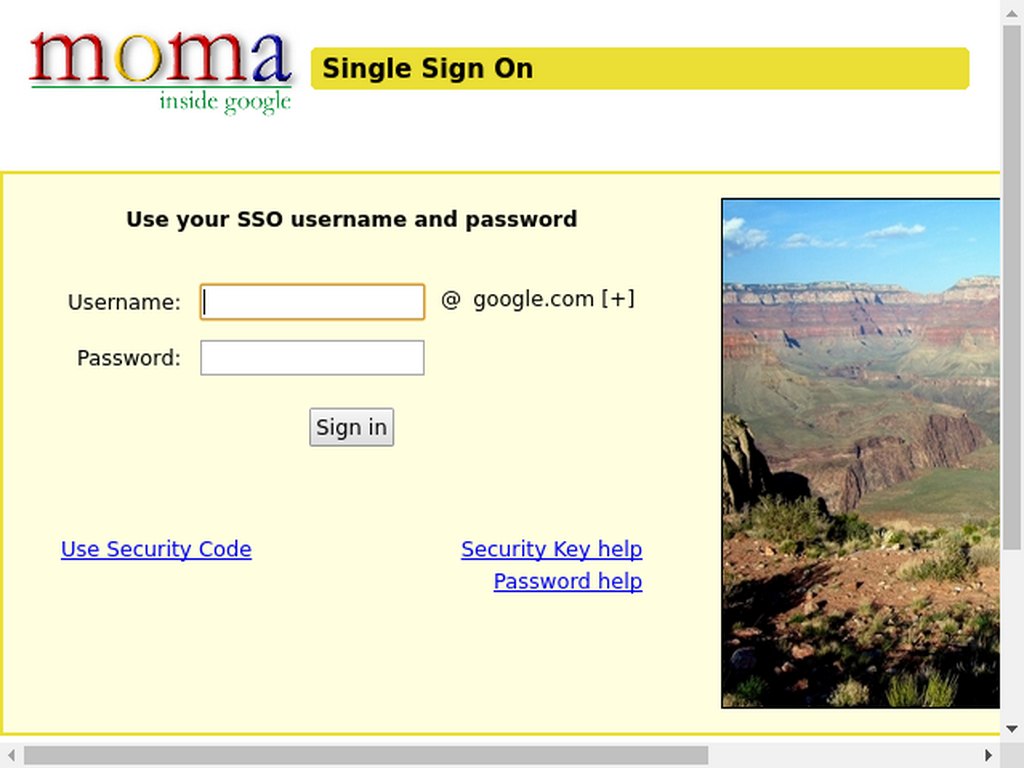 moma
inside google
Single Sign On
Use your SSO username and password
Username:
@ google.com [+]
Password:
Sign in
Use Security Code
Security Key help
Password help